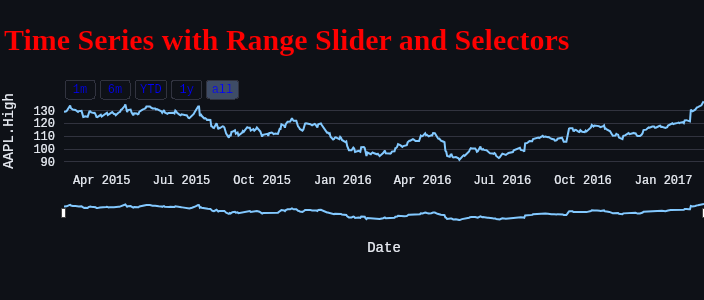 Time Series with Range Slider and Selectors
1m 6m YTD 1y all
AAPL.High
130
120
110
100
90
Apr 2015 Jul 2015 Oct 2015 Jan 2016 Apr 2016 Jul 2016 Oct 2016 Jan 2017
Date